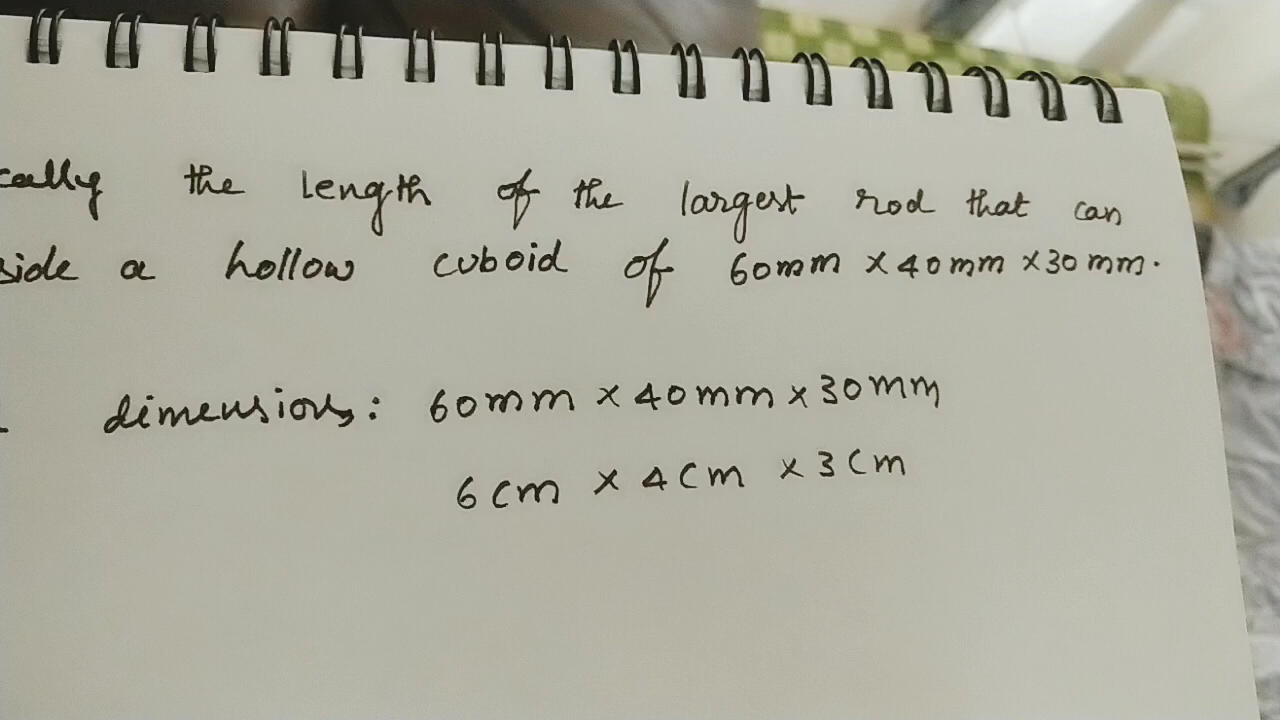 the length of the largest rod that can
a hollow cuboid of 60mm × 40mm × 30mm.
dimensions: 60mm × 40mm × 30mm
6cm × 4cm × 3cm